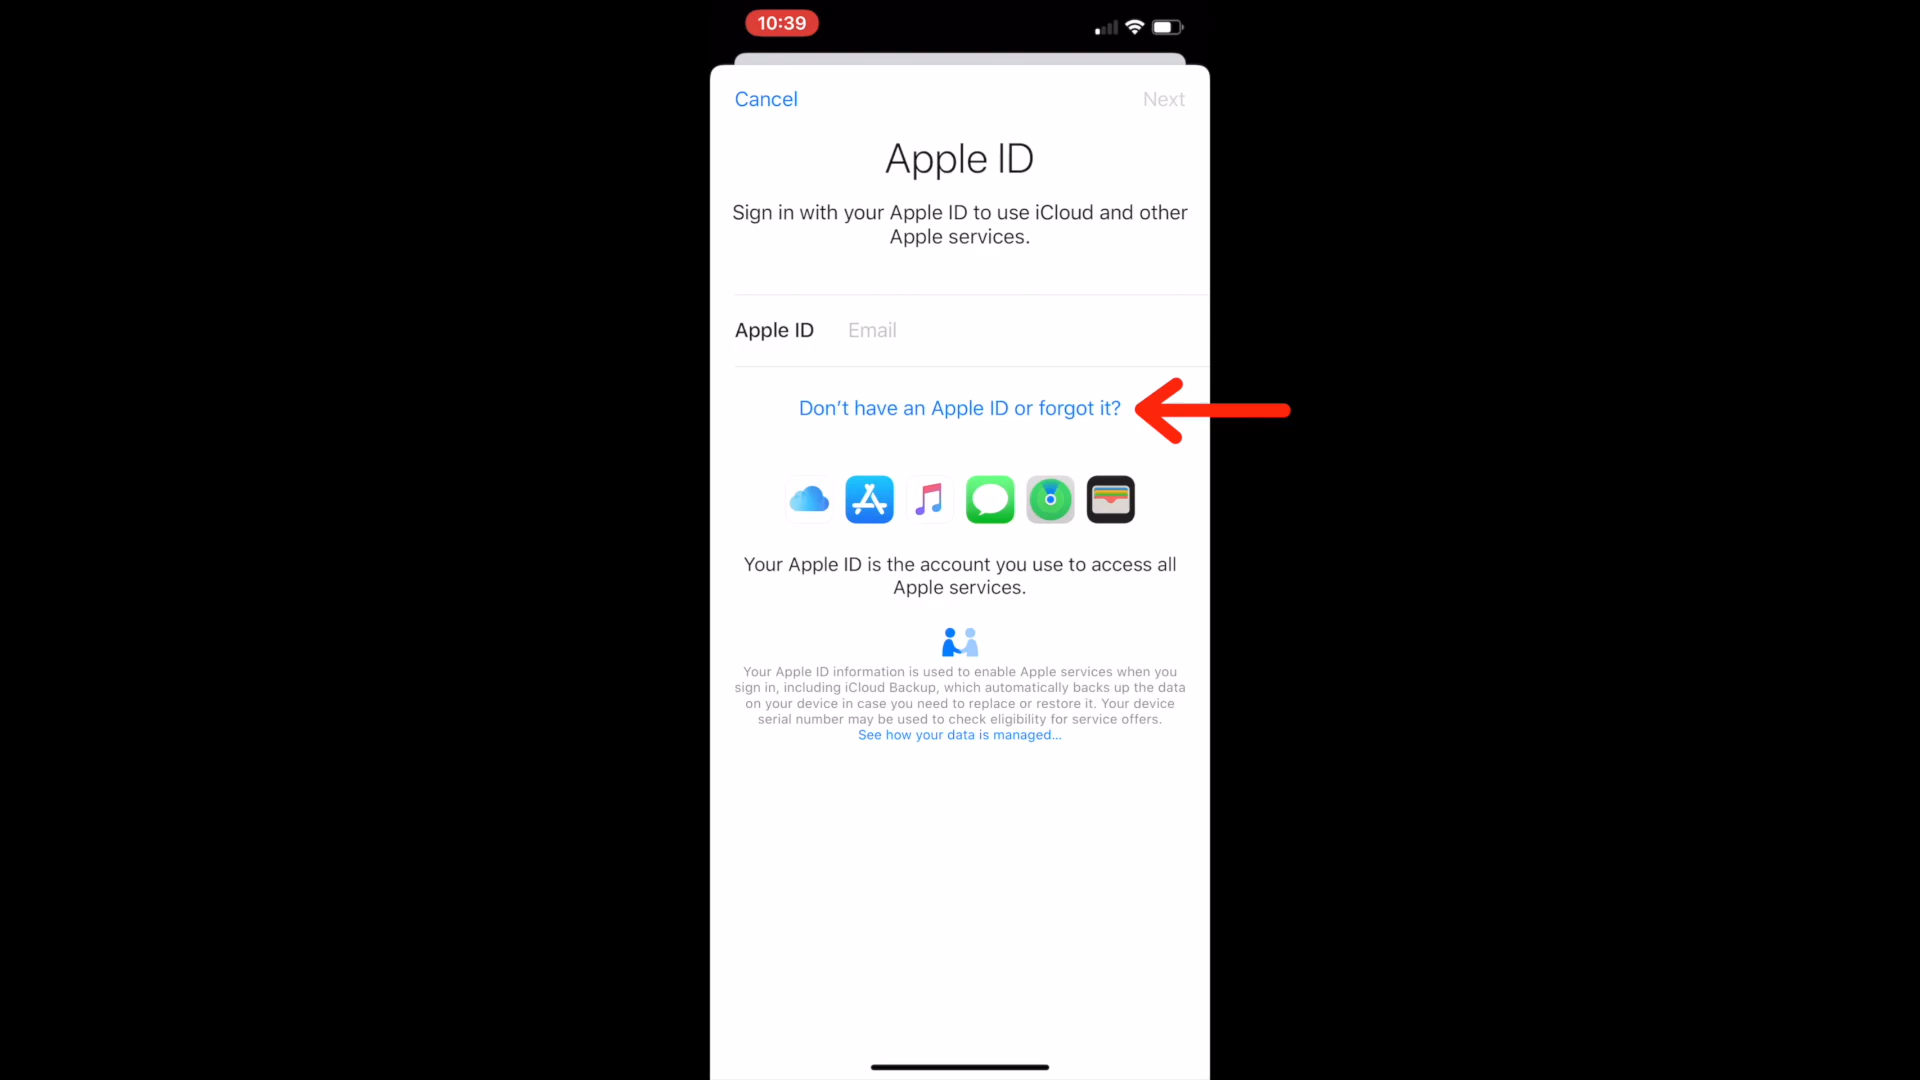 10:39
Cancel
Next
Apple ID
Sign in with your Apple ID to use iCloud and other
Apple services.
Apple ID
Email
Don’t have an Apple ID or forgot it?
Your Apple ID is the account you use to access all
Apple services.
Your Apple ID information is used to enable Apple services when you
sign in, including iCloud Backup, which automatically backs up the data
on your device in case you need to replace or restore it. Your device
serial number may be used to check eligibility for service offers.
See how your data is managed...